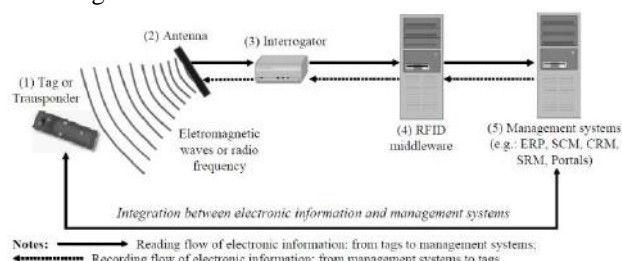 (2) Antenna
(3) Interrogator
(1) Tag or
Transponder
Eletromagnetic
waves or radio
frequency
(4) RFID
middleware
(5) Management systems
(e.g.: ERP, SCM, CRM,
SRM, Portals)
Integration between electronic information and management systems
Notes: Reading flow of electronic information: from tags to management systems;
Recording flow of electronic information: from management systems to tags